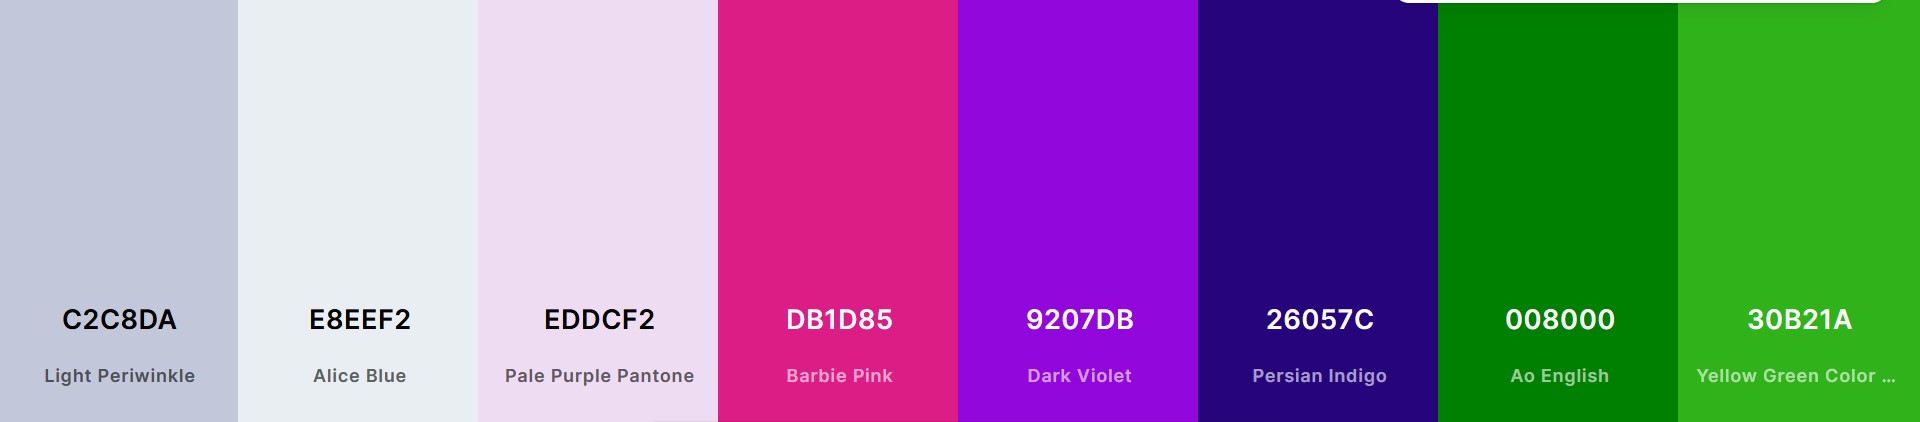 C2C8DA
Light Periwinkle
E8EEF2
Alice Blue
EDDCF2
Pale Purple Pantone
DB1D85
Barbie Pink
9207DB
Dark Violet
26057C
Persian Indigo
008000
Ao English
30B21A
Yellow Green Color ...